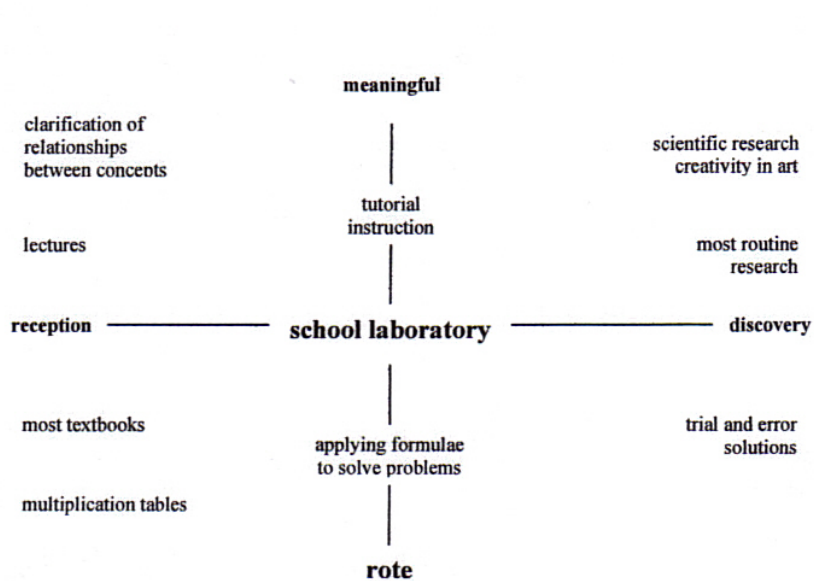 meaningful
clarification of
relationships
between concepts
scientific research
creativity in art
tutorial
instruction
lectures
most routine
research
reception
school laboratory
discovery
most textbooks
applying formulae
to solve problems
trial and error
solutions
multiplication tables
rote